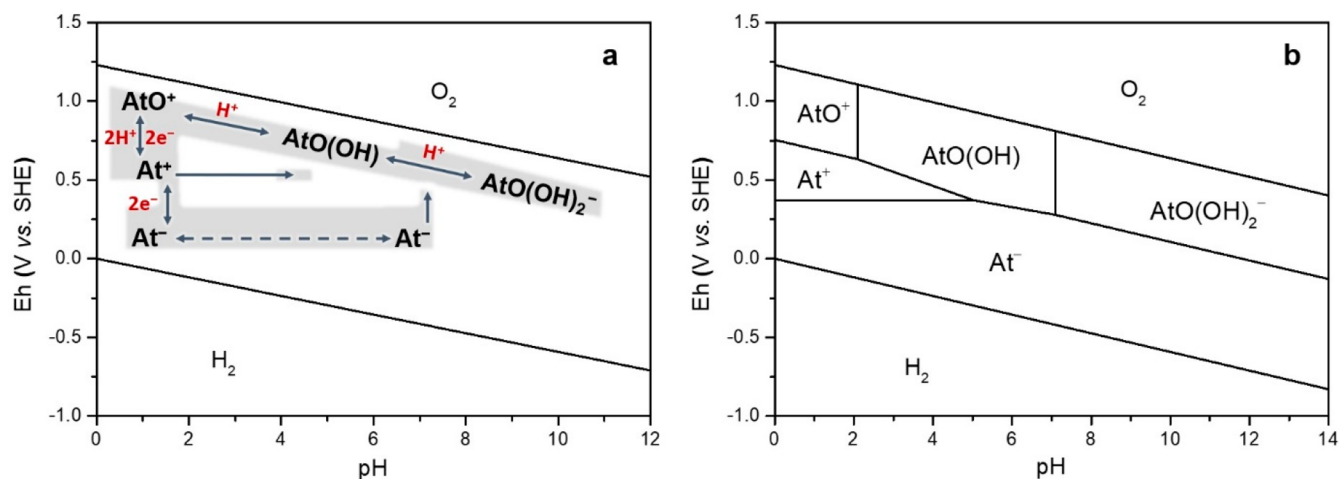 a
Eh (V vs. SHE)
1.5
1.0
0.5
0.0
-0.5
-1.0
O₂
AtO⁺
H⁺
2H⁺ 2e⁻
AtO(OH)
H⁺
At⁺
AtO(OH)₂⁻
2e⁻
At⁻
At⁻
H₂
0 2 4 6 8 10 12
pH
b
Eh (V vs. SHE)
1.5
1.0
0.5
0.0
-0.5
-1.0
O₂
AtO⁺
AtO(OH)
At⁺
AtO(OH)₂⁻
At⁻
H₂
0 2 4 6 8 10 12 14
pH